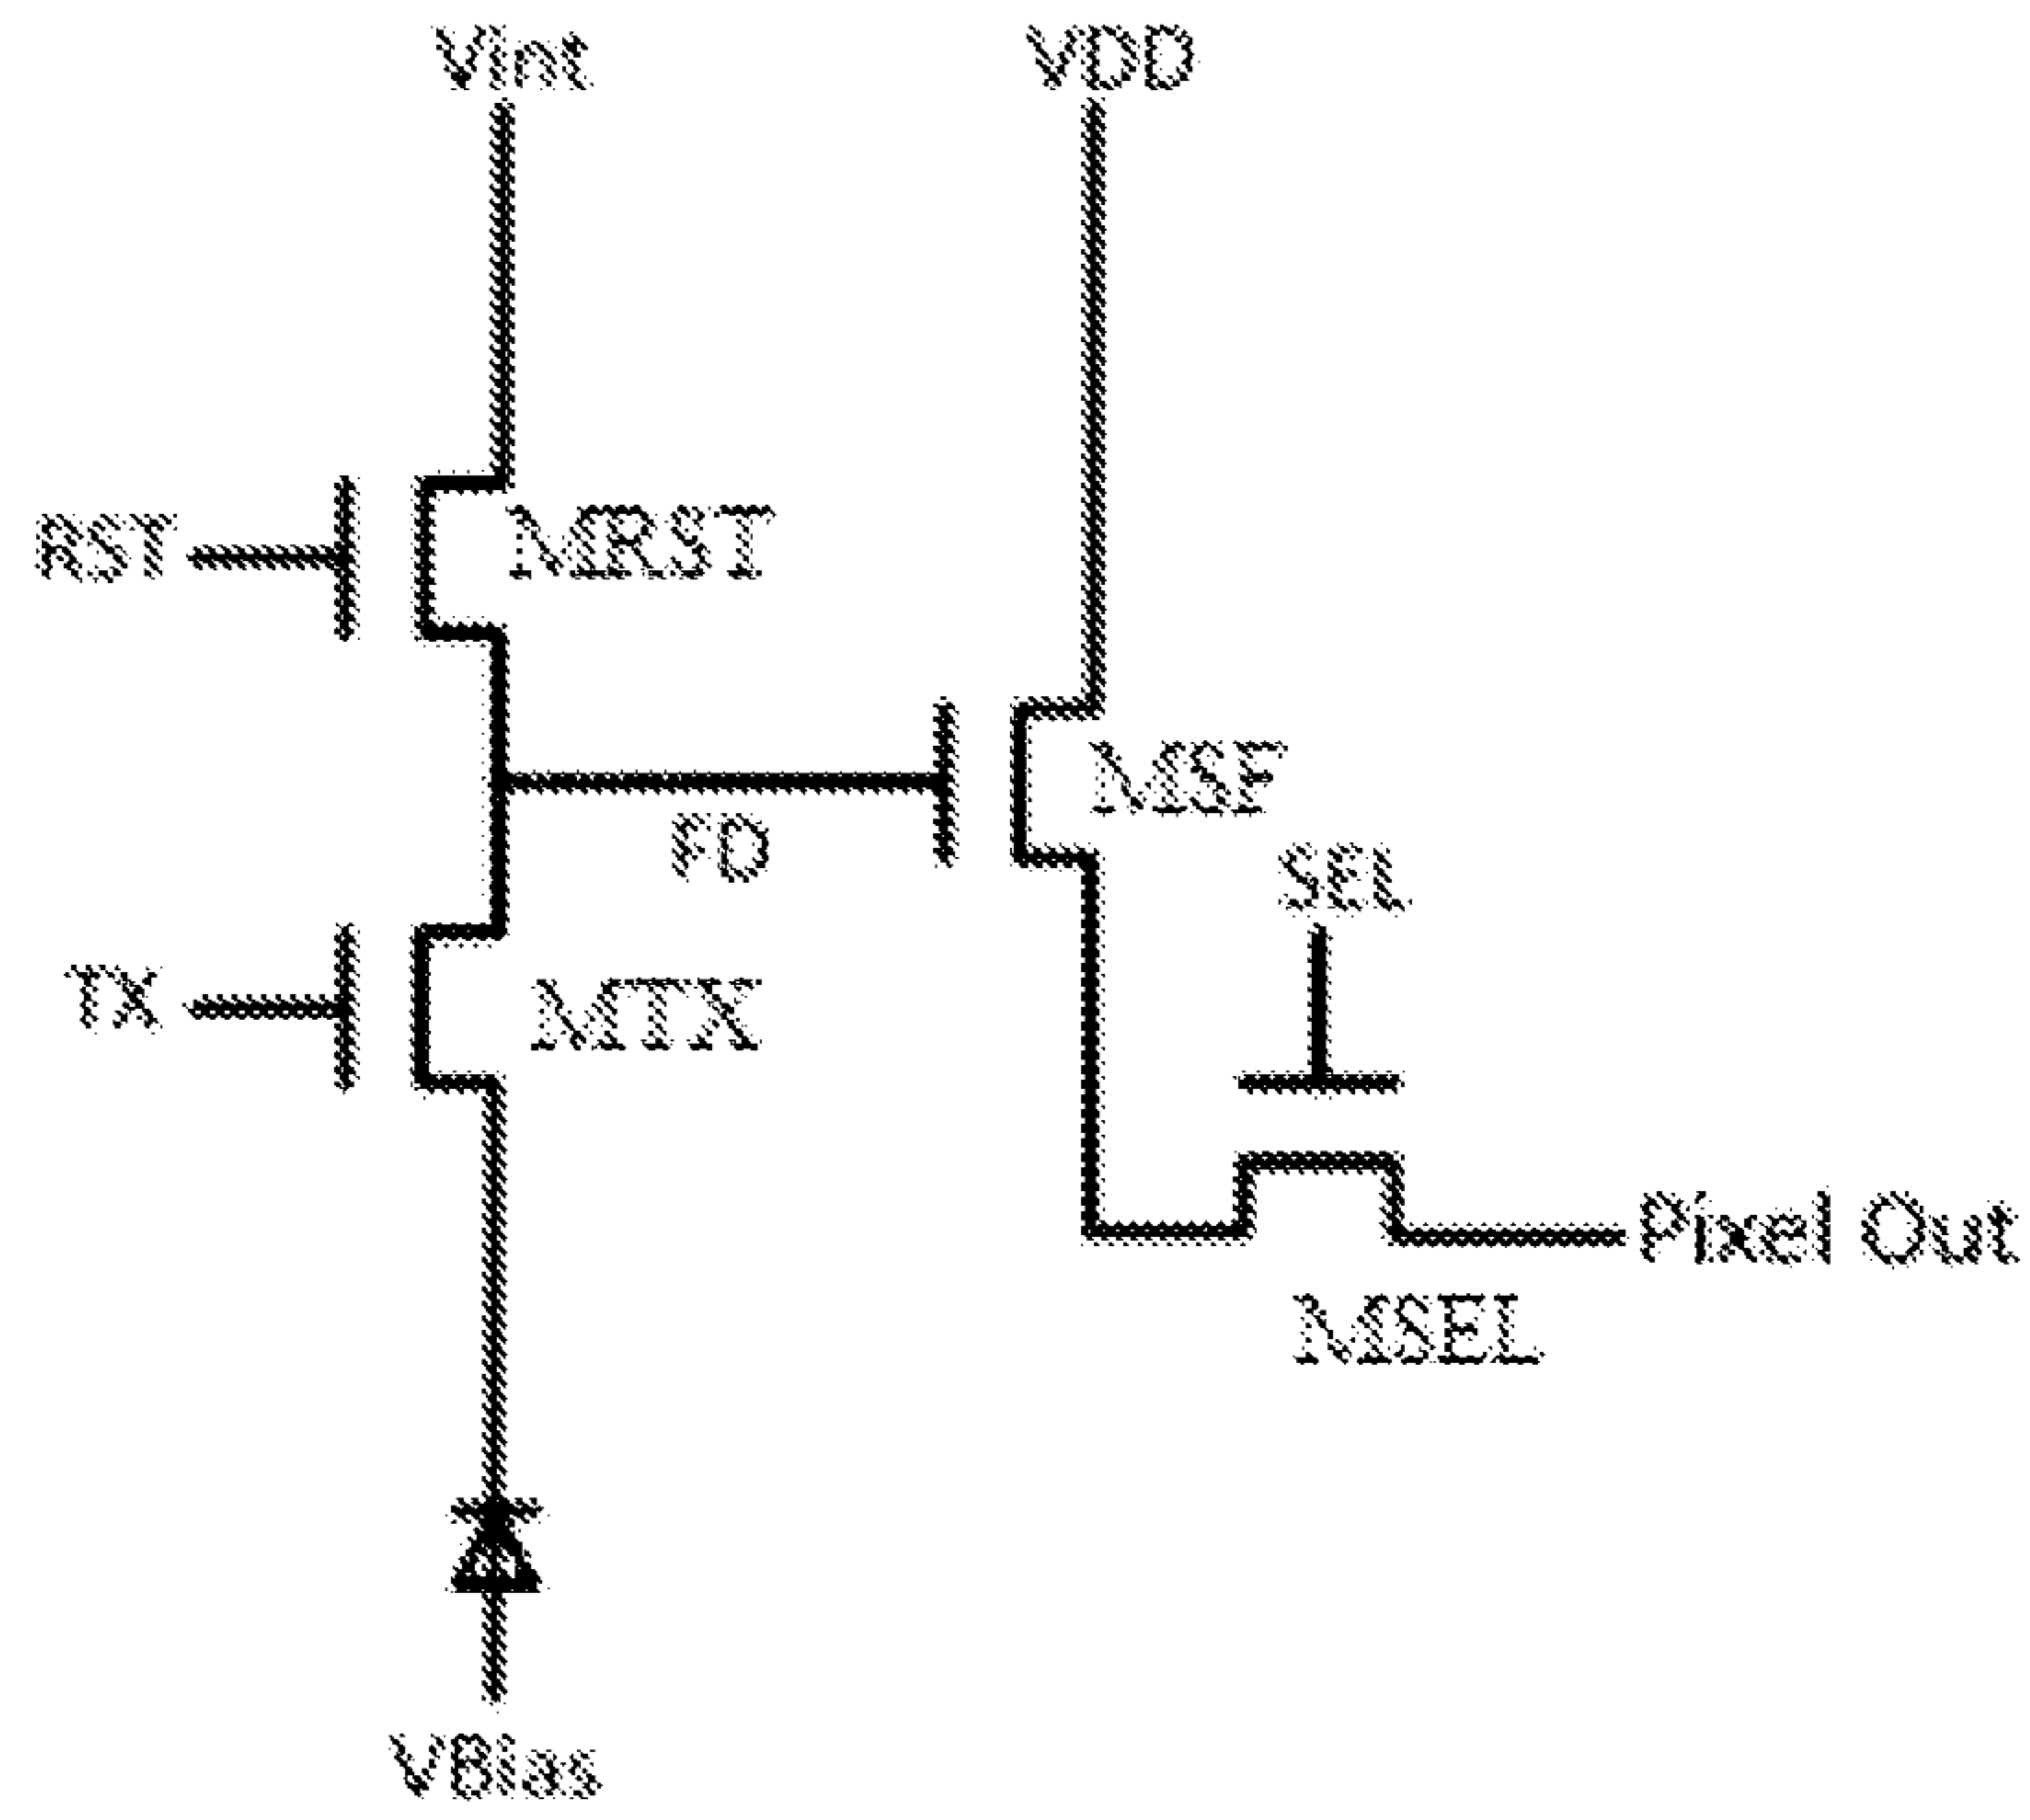 Vint
VDD
RST
MRST
MSF
FD
SEL
TX
MTX
Pixel Out
MSEL
VBias